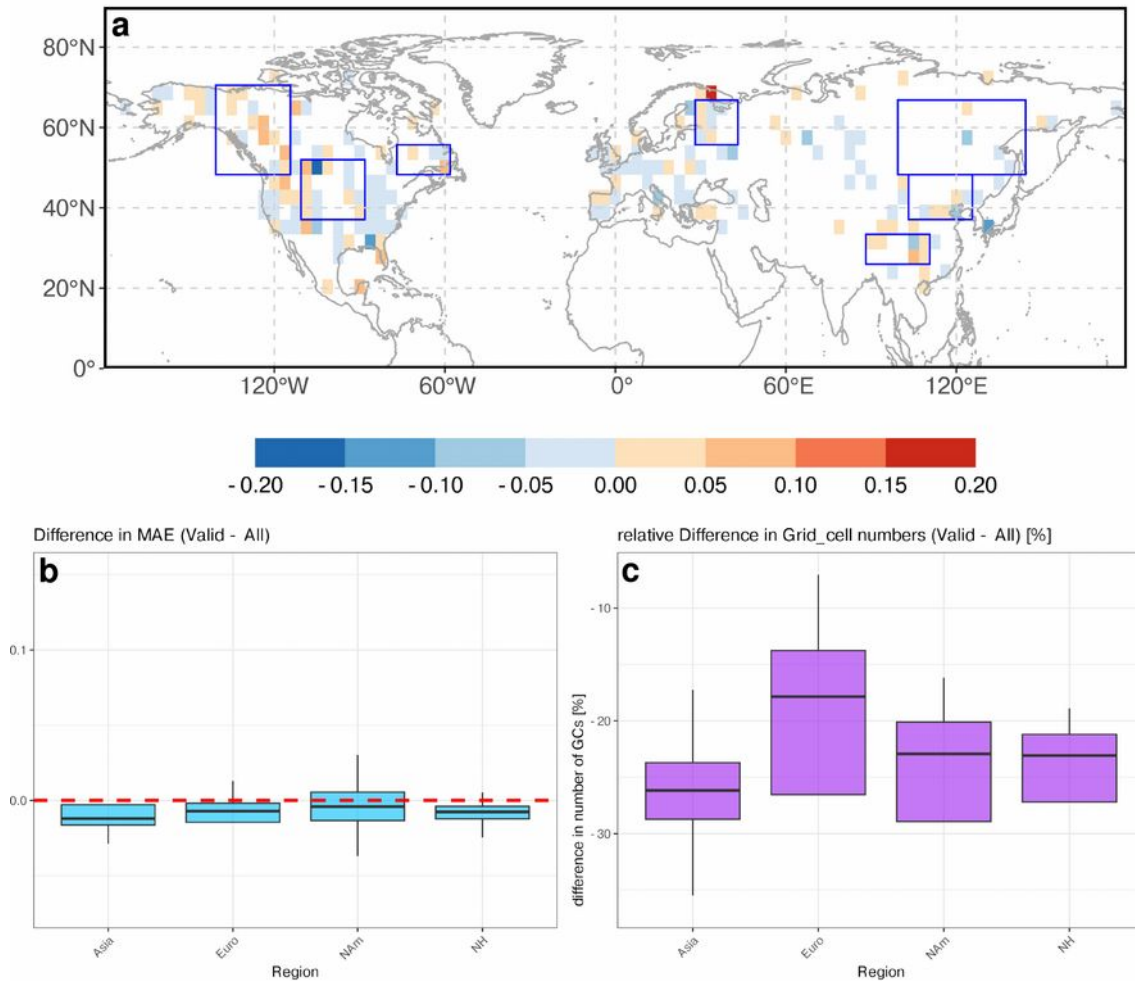 a
80°N
60°N
40°N
20°N
0°
120°W 60°W 0° 60°E 120°E
- 0.20 - 0.15 - 0.10 - 0.05 0.00 0.05 0.10 0.15 0.20
Difference in MAE (Valid - All)
b
0.1
0.0
Asia Euro NAm NH
Region
relative Difference in Grid_cell numbers (Valid - All) [%]
c
difference in number of GCs [%]
- 10
- 20
- 30
Asia Euro NAm NH
Region